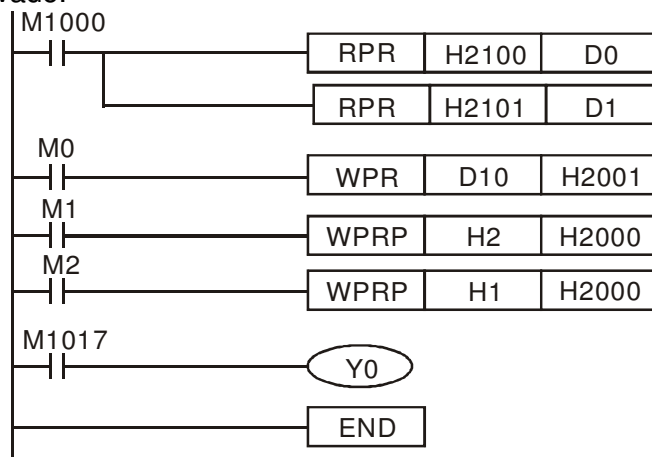 M1000
RPR H2100 D0
RPR H2101 D1
M0
WPR D10 H2001
M1
WPRP H2 H2000
M2
WPRP H1 H2000
M1017
Y0
END